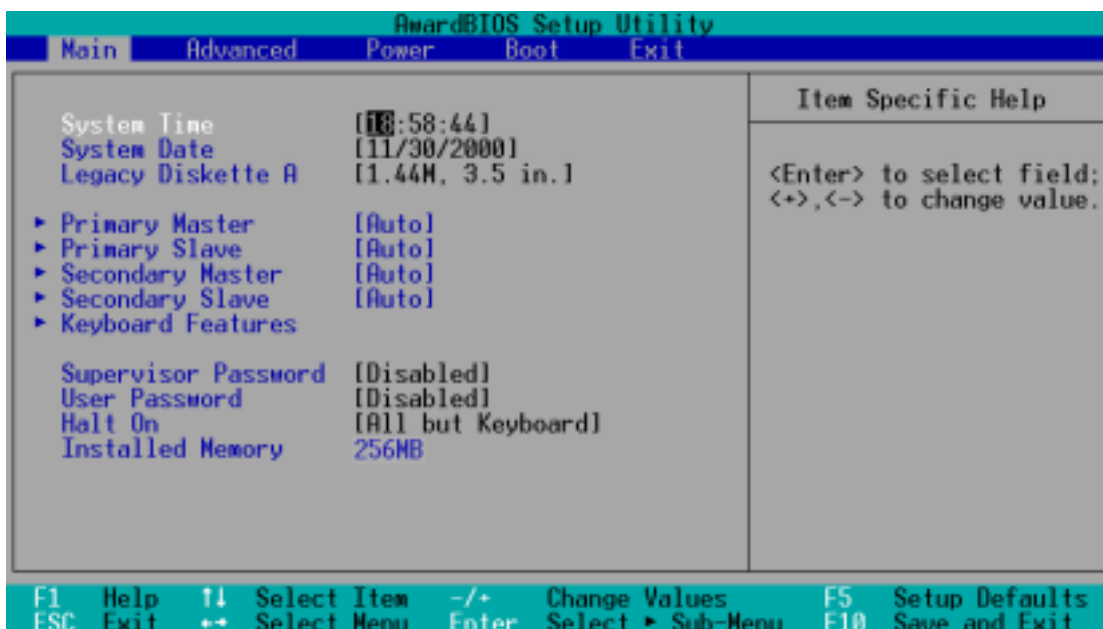 AwardBIOS Setup Utility
Main Advanced Power Boot Exit
Item Specific Help
System Time [18:58:44]
System Date [11/30/2000]
Legacy Diskette A [1.44M, 3.5 in.]
<Enter> to select field;
<+>,<-> to change value.
► Primary Master [Auto]
► Primary Slave [Auto]
► Secondary Master [Auto]
► Secondary Slave [Auto]
► Keyboard Features
Supervisor Password [Disabled]
User Password [Disabled]
Halt On [All but Keyboard]
Installed Memory 256MB
F1 Help ↑↓ Select Item -/+ Change Values F5 Setup Defaults
ESC Exit ←→ Select Menu Enter Select ► Sub-Menu F10 Save and Exit